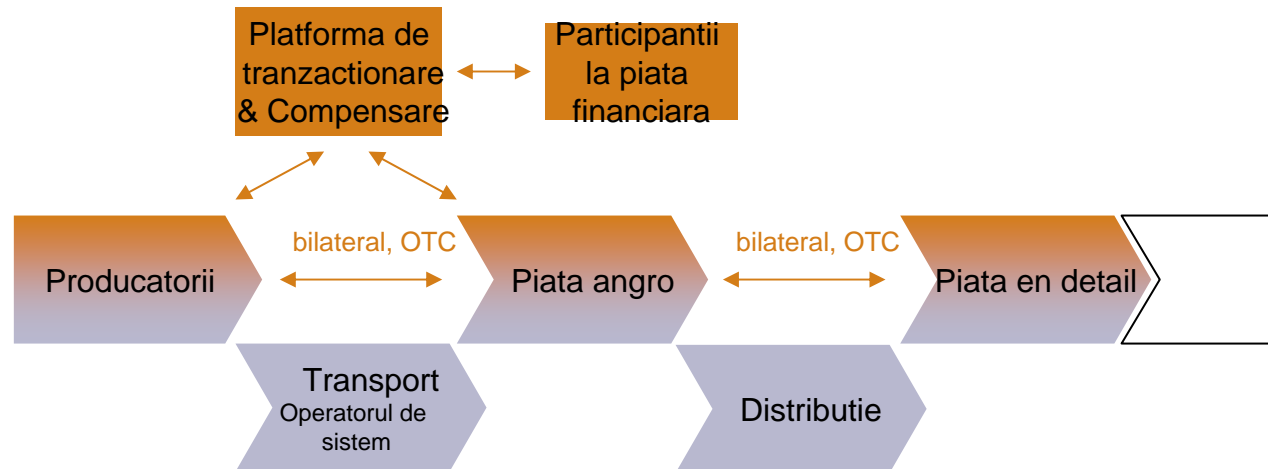 Platforma de
tranzactionare
& Compensare
Participantii
la piata
financiara
bilateral, OTC
bilateral, OTC
Producatorii
Piata angro
Piata en detail
Transport
Operatorul de
sistem
Distributie